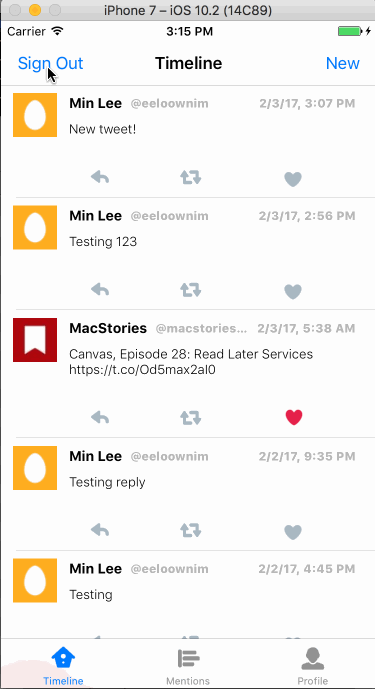 iPhone 7 – iOS 10.2 (14C89)
Carrier 3:15 PM
Sign Out Timeline New
Min Lee @eeloownim 2/3/17, 3:07 PM
New tweet!
Min Lee @eeloownim 2/3/17, 2:56 PM
Testing 123
MacStories @macstories... 2/3/17, 5:38 AM
Canvas, Episode 28: Read Later Services
https://t.co/Od5max2al0
Min Lee @eeloownim 2/2/17, 9:35 PM
Testing reply
Min Lee @eeloownim 2/2/17, 4:45 PM
Testing
Timeline Mentions Profile